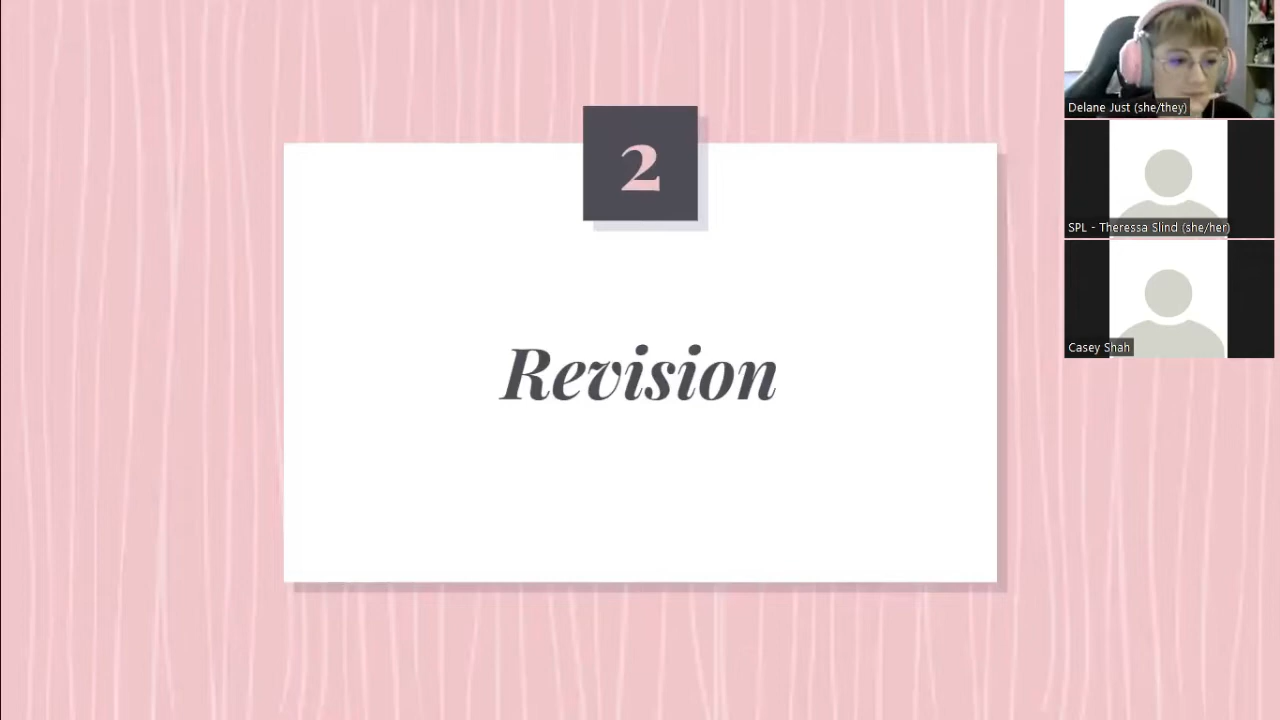 2
Revision
Delane Just (she/they)
SPL - Theressa Slind (she/her)
Casey Shah